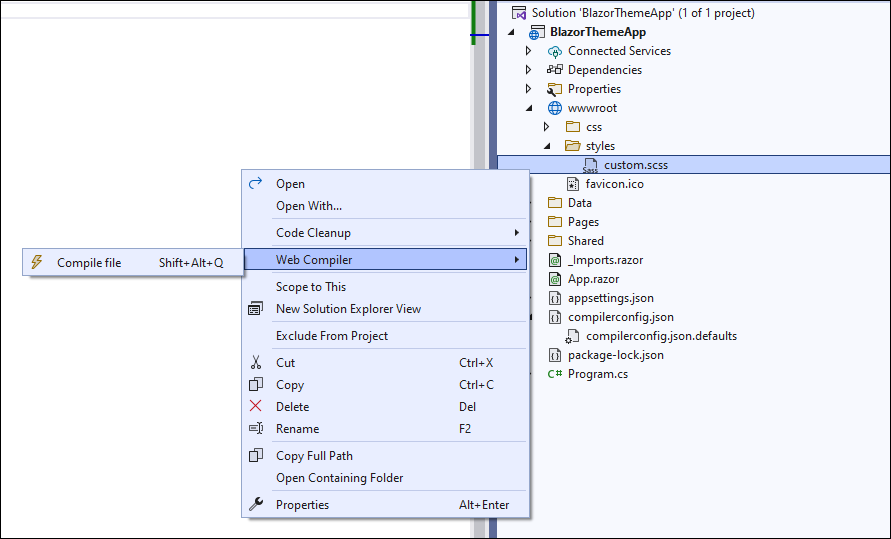 Solution 'BlazorThemeApp' (1 of 1 project)
BlazorThemeApp
Connected Services
Dependencies
Properties
wwwroot
css
styles
Sass custom.scss
favicon.ico
Data
Pages
Shared
@ _Imports.razor
@ App.razor
{} appsettings.json
{} compilerconfig.json
{} compilerconfig.json.defaults
{} package-lock.json
C# Program.cs
Open
Open With...
Code Cleanup
Web Compiler
Scope to This
New Solution Explorer View
Exclude From Project
Cut Ctrl+X
Copy Ctrl+C
Delete Del
Rename F2
Copy Full Path
Open Containing Folder
Properties Alt+Enter
Compile file Shift+Alt+Q